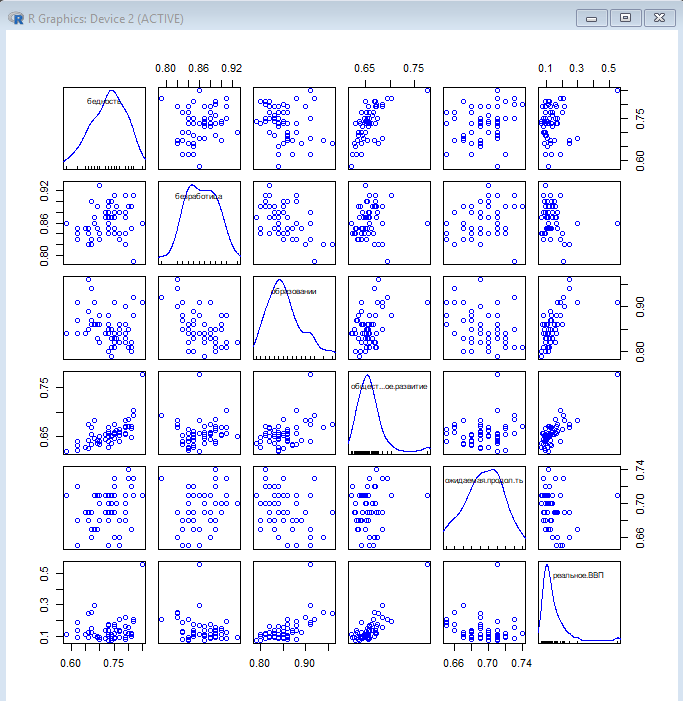 R Graphics: Device 2 (ACTIVE)
0.80 0.86 0.92 0.65 0.75 0.1 0.3 0.5
бедность
0.60 0.75
безработица
0.80 0.86 0.92
образовании
0.80 0.90
общест...ое.развитие
0.65 0.75
ожидаемая.продол.ть
0.66 0.70 0.74
реальное.ВВП
0.1 0.3 0.5
0.60 0.75 0.80 0.90 0.66 0.70 0.74